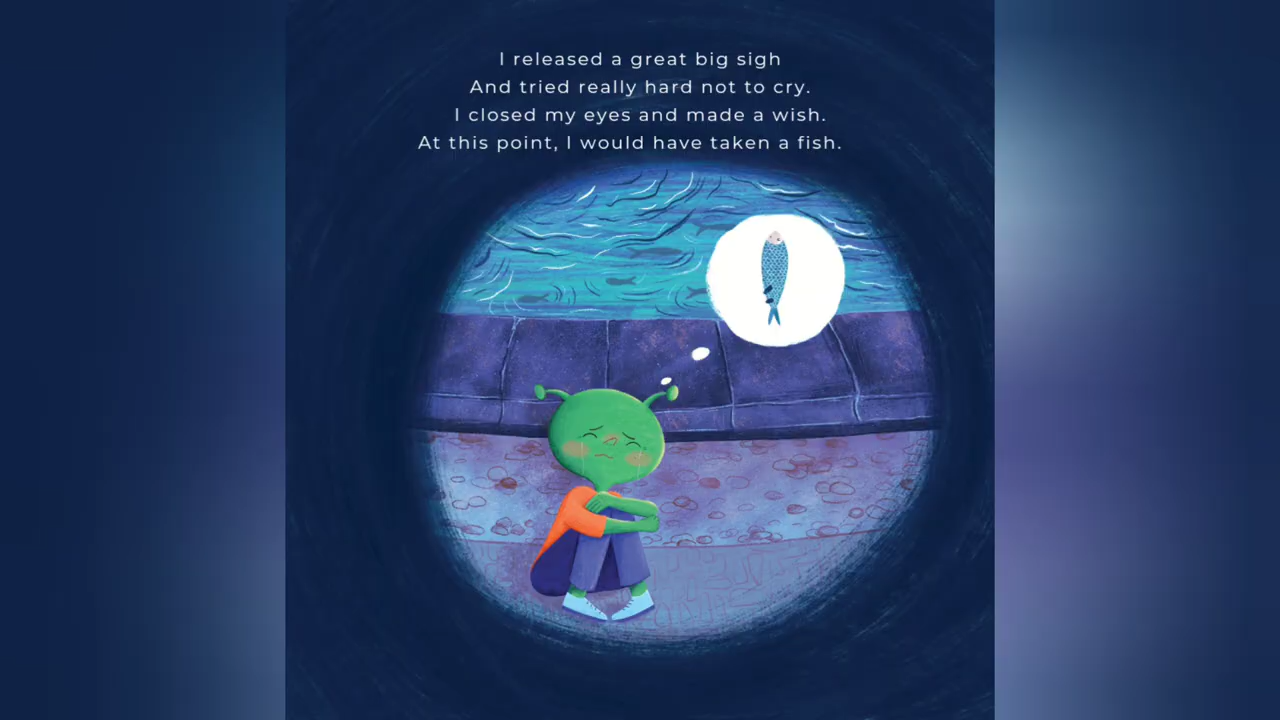 I released a great big sigh
And tried really hard not to cry.
I closed my eyes and made a wish.
At this point, I would have taken a fish.